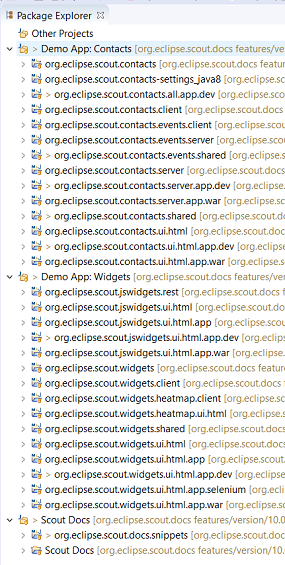 Package Explorer
Other Projects
> Demo App: Contacts [org.eclipse.scout.docs features/ve
org.eclipse.scout.contacts [org.eclipse.scout.docs featur
org.eclipse.scout.contacts-settings_java8 [org.eclipse.sc
> org.eclipse.scout.contacts.all.app.dev [org.eclipse.sco
org.eclipse.scout.contacts.client [org.eclipse.scout.docs
org.eclipse.scout.contacts.events.client [org.eclipse.scou
org.eclipse.scout.contacts.events.server [org.eclipse.sco
> org.eclipse.scout.contacts.events.shared [org.eclipse.s
org.eclipse.scout.contacts.server [org.eclipse.scout.doc
> org.eclipse.scout.contacts.server.app.dev [org.eclipse.
org.eclipse.scout.contacts.server.app.war [org.eclipse.s
> org.eclipse.scout.contacts.shared [org.eclipse.scout.d
org.eclipse.scout.contacts.ui.html [org.eclipse.scout.doc
> org.eclipse.scout.contacts.ui.html.app.dev [org.eclipse
org.eclipse.scout.contacts.ui.html.app.war [org.eclipse.s
> Demo App: Widgets [org.eclipse.scout.docs features/ver
org.eclipse.scout.jswidgets.rest [org.eclipse.scout.docs f
org.eclipse.scout.jswidgets.ui.html [org.eclipse.scout.do
org.eclipse.scout.jswidgets.ui.html.app [org.eclipse.scou
> org.eclipse.scout.jswidgets.ui.html.app.dev [org.eclips
org.eclipse.scout.jswidgets.ui.html.app.war [org.eclipse.
org.eclipse.scout.widgets [org.eclipse.scout.docs feature
org.eclipse.scout.widgets.client [org.eclipse.scout.docs f
org.eclipse.scout.widgets.heatmap.client [org.eclipse.sc
org.eclipse.scout.widgets.heatmap.ui.html [org.eclipse.s
org.eclipse.scout.widgets.shared [org.eclipse.scout.docs
org.eclipse.scout.widgets.ui.html [org.eclipse.scout.docs
org.eclipse.scout.widgets.ui.html.app [org.eclipse.scout.
> org.eclipse.scout.widgets.ui.html.app.dev [org.eclipse.
org.eclipse.scout.widgets.ui.html.app.selenium [org.eclip
org.eclipse.scout.widgets.ui.html.app.war [org.eclipse.sc
> Scout Docs [org.eclipse.scout.docs features/version/10.0
> org.eclipse.scout.docs.snippets [org.eclipse.scout.docs
Scout Docs [org.eclipse.scout.docs features/version/10.